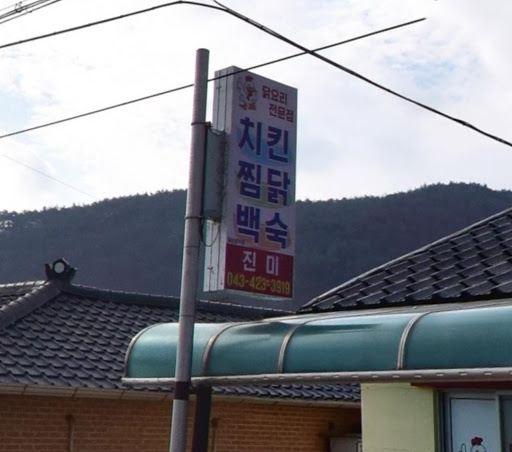 닭요리
전문점
치킨
찜닭
백숙
진미
043-423-3919